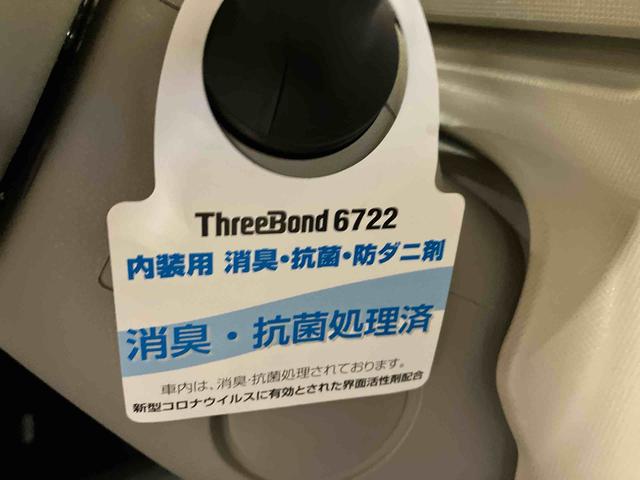 ThreeBond 6722
内装用 消臭・抗菌・防ダニ剤
消臭・抗菌処理済
車内は、消臭・抗菌処理されております。
新型コロナウイルスに有効とされた界面活性剤配合